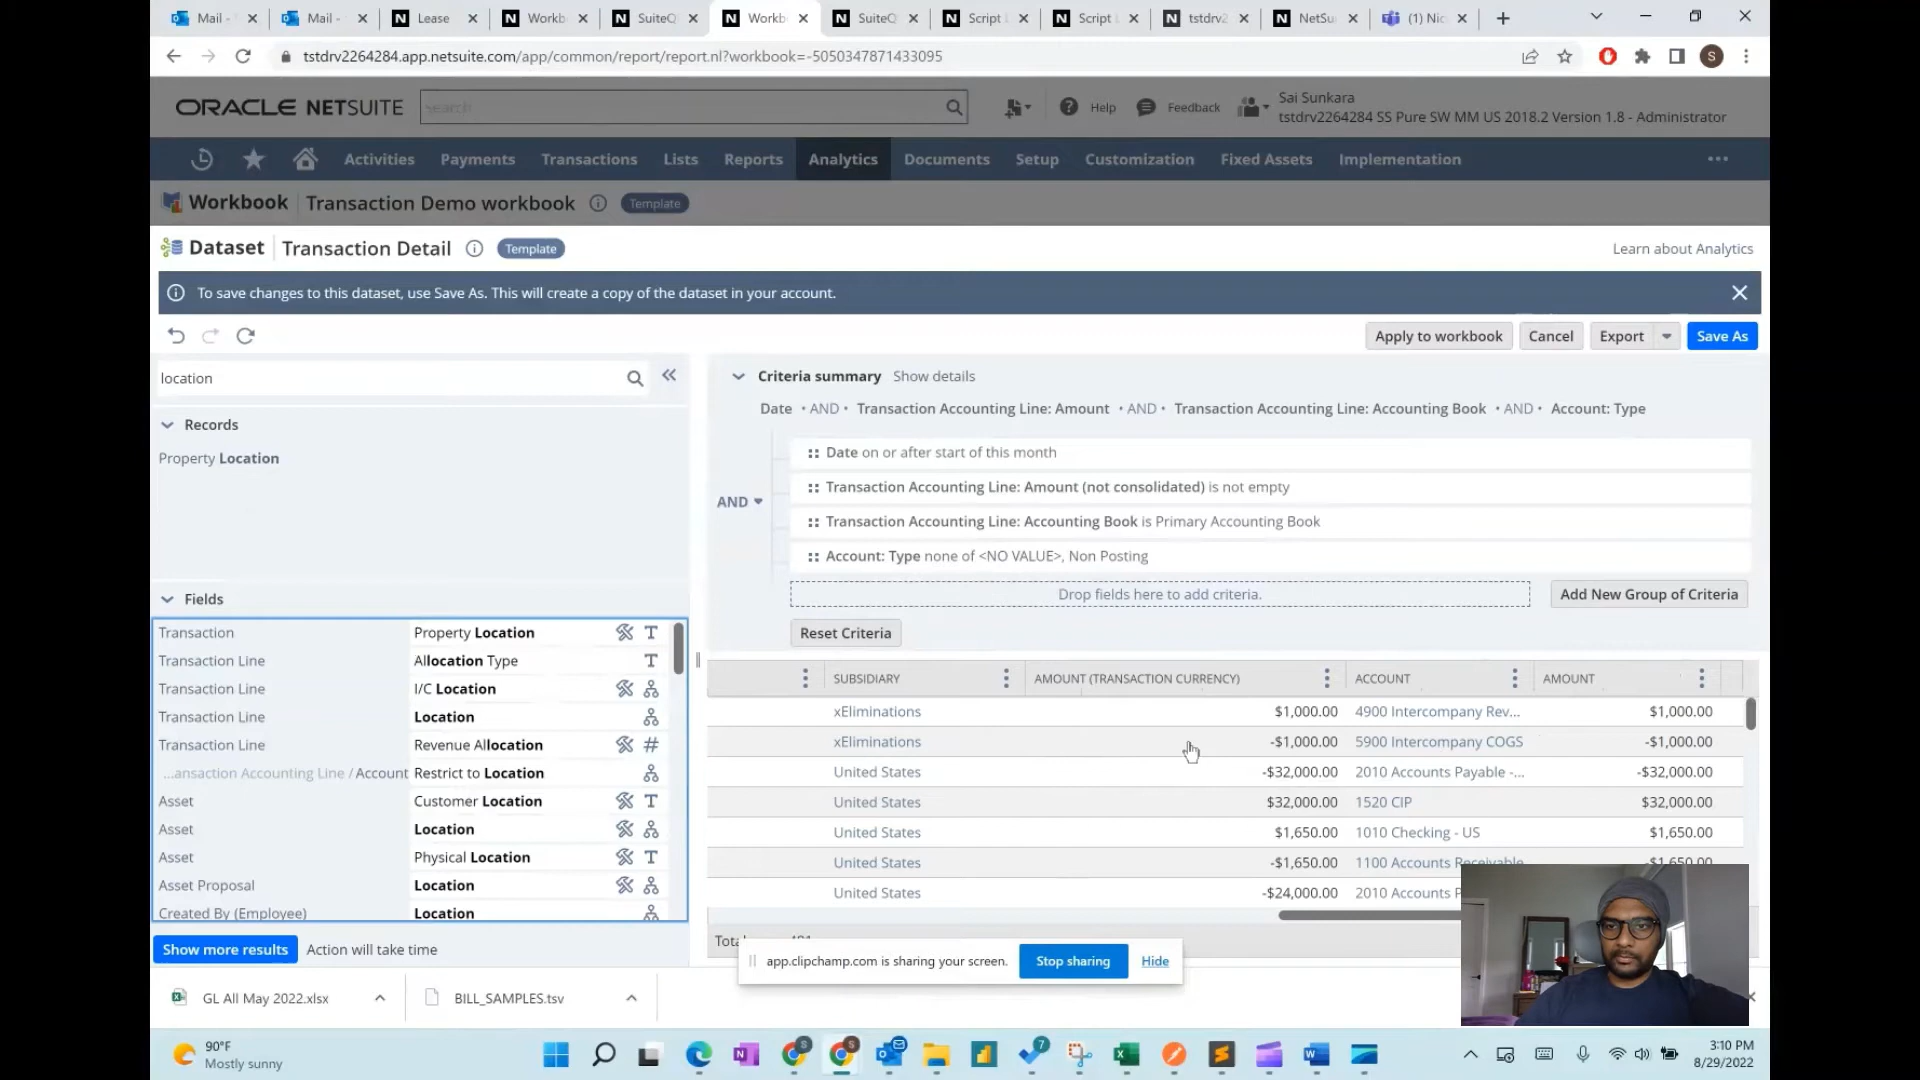 Mail -
Mail -
Lease
Workb
SuiteQ
Workb
SuiteQ
Script
Script L
tstdrv2
NetSu
(1) Nic
tstdrv2264284.app.netsuite.com/app/common/report/report.nl?workbook=-5050347871433095
S
ORACLE NETSUITE
Search
Help
Feedback
Sai Sunkara
tstdrv2264284 SS Pure SW MM US 2018.2 Version 1.8 - Administrator
Activities
Payments
Transactions
Lists
Reports
Analytics
Documents
Setup
Customization
Fixed Assets
Implementation
Workbook
Transaction Demo workbook
Template
Dataset
Transaction Detail
Template
Learn about Analytics
To save changes to this dataset, use Save As. This will create a copy of the dataset in your account.
Apply to workbook
Cancel
Export
Save As
location
Records
Property Location
Fields
Transaction Property Location
Transaction Line Allocation Type
Transaction Line I/C Location
Transaction Line Location
Transaction Line Revenue Allocation
...ansaction Accounting Line / Account Restrict to Location
Asset Customer Location
Asset Location
Asset Physical Location
Asset Proposal Location
Created By (Employee) Location
Show more results
Action will take time
Criteria summary Show details
Date • AND • Transaction Accounting Line: Amount • AND • Transaction Accounting Line: Accounting Book • AND • Account: Type
AND
Date on or after start of this month
Transaction Accounting Line: Amount (not consolidated) is not empty
Transaction Accounting Line: Accounting Book is Primary Accounting Book
Account: Type none of <NO VALUE>, Non Posting
Drop fields here to add criteria.
Add New Group of Criteria
Reset Criteria
SUBSIDIARY AMOUNT (TRANSACTION CURRENCY) ACCOUNT AMOUNT
xEliminations $1,000.00 4900 Intercompany Rev... $1,000.00
xEliminations -$1,000.00 5900 Intercompany COGS -$1,000.00
United States -$32,000.00 2010 Accounts Payable -... -$32,000.00
United States $32,000.00 1520 CIP $32,000.00
United States $1,650.00 1010 Checking - US $1,650.00
United States -$1,650.00 1100 Accounts Receivable -$1,650.00
United States -$24,000.00 2010 Accounts P
app.clipchamp.com is sharing your screen.
Stop sharing
Hide
GL All May 2022.xlsx
BILL_SAMPLES.tsv
90°F
Mostly sunny
7
3:10 PM
8/29/2022